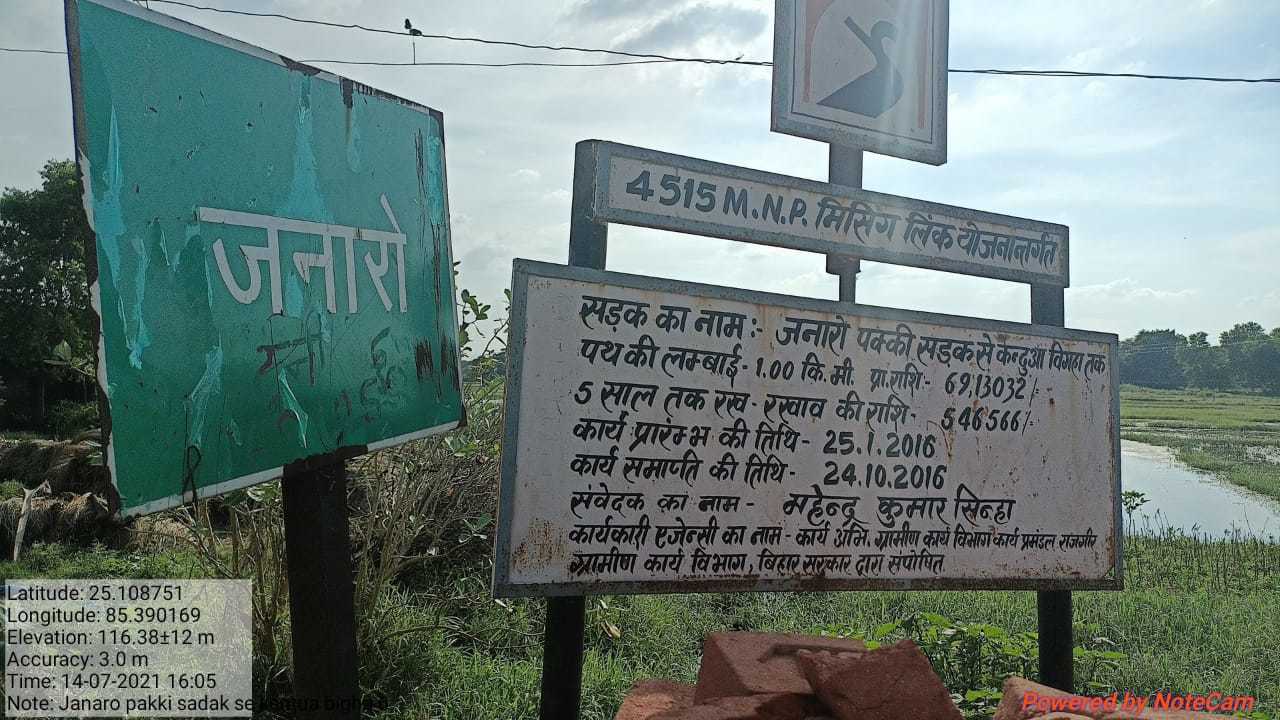 जनारो
4515 M.N.P. मिसिंग लिंक योजनान्तर्गत
सड़क का नाम:- जनारो पक्की सड़क से केन्दुआ विगहा तक
पथ की लम्बाई- 1.00 कि.मी. प्रा.राशि- 6913032/-
5 साल तक रख-रखाव की राशि- 546566/-
कार्य प्रारम्भ की तिथि- 25.1.2016
कार्य समाप्ति की तिथि- 24.10.2016
संवेदक का नाम- महेन्द्र कुमार सिन्हा
कार्यकारी एजेन्सी का नाम- कार्य अभि. ग्रामीण कार्य विभाग कार्य प्रमंडल राजगीर
ग्रामीण कार्य विभाग, बिहार सरकार द्वारा संपोषित
Latitude: 25.108751
Longitude: 85.390169
Elevation: 116.38±12 m
Accuracy: 3.0 m
Time: 14-07-2021 16:05
Note: Janaro pakki sadak se
Powered by NoteCam